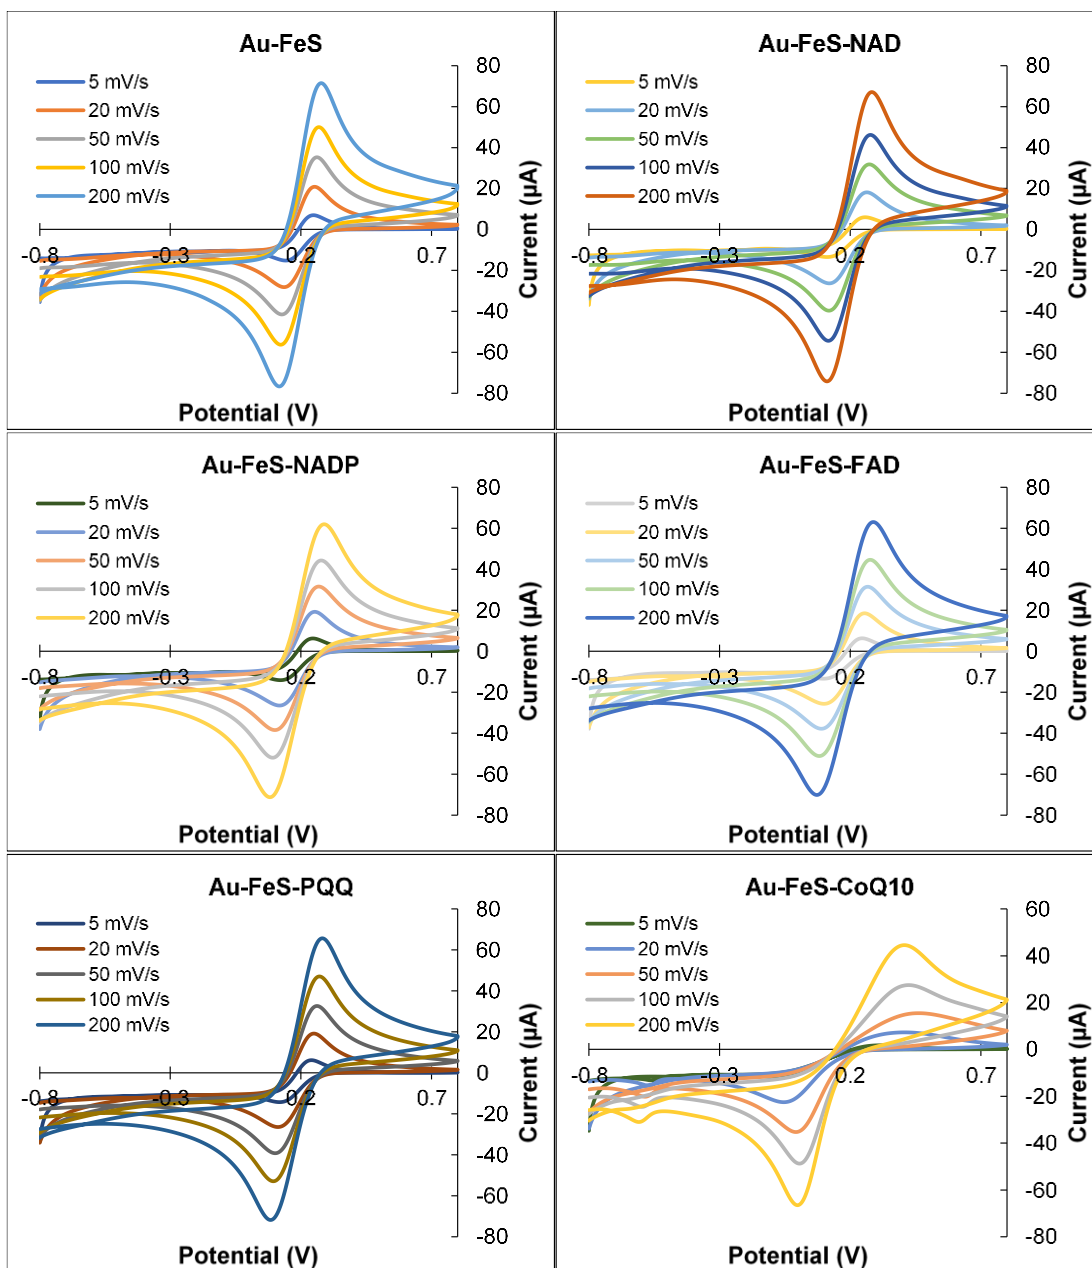 Au-FeS
5 mV/s
20 mV/s
50 mV/s
100 mV/s
200 mV/s
80
60
40
20
0
-20
-40
-60
-80
-0.8
-0.3
0.2
0.7
Current (µA)
Potential (V)
Au-FeS-NAD
5 mV/s
20 mV/s
50 mV/s
100 mV/s
200 mV/s
80
60
40
20
0
-20
-40
-60
-80
-0.8
-0.3
0.2
0.7
Current (µA)
Potential (V)
Au-FeS-NADP
5 mV/s
20 mV/s
50 mV/s
100 mV/s
200 mV/s
80
60
40
20
0
-20
-40
-60
-80
-0.8
-0.3
0.2
0.7
Current (µA)
Potential (V)
Au-FeS-FAD
5 mV/s
20 mV/s
50 mV/s
100 mV/s
200 mV/s
80
60
40
20
0
-20
-40
-60
-80
-0.8
-0.3
0.2
0.7
Current (µA)
Potential (V)
Au-FeS-PQQ
5 mV/s
20 mV/s
50 mV/s
100 mV/s
200 mV/s
80
60
40
20
0
-20
-40
-60
-80
-0.8
-0.3
0.2
0.7
Current (µA)
Potential (V)
Au-FeS-CoQ10
5 mV/s
20 mV/s
50 mV/s
100 mV/s
200 mV/s
60
40
20
0
-20
-40
-60
-80
-0.8
-0.3
0.2
0.7
Current (µA)
Potential (V)